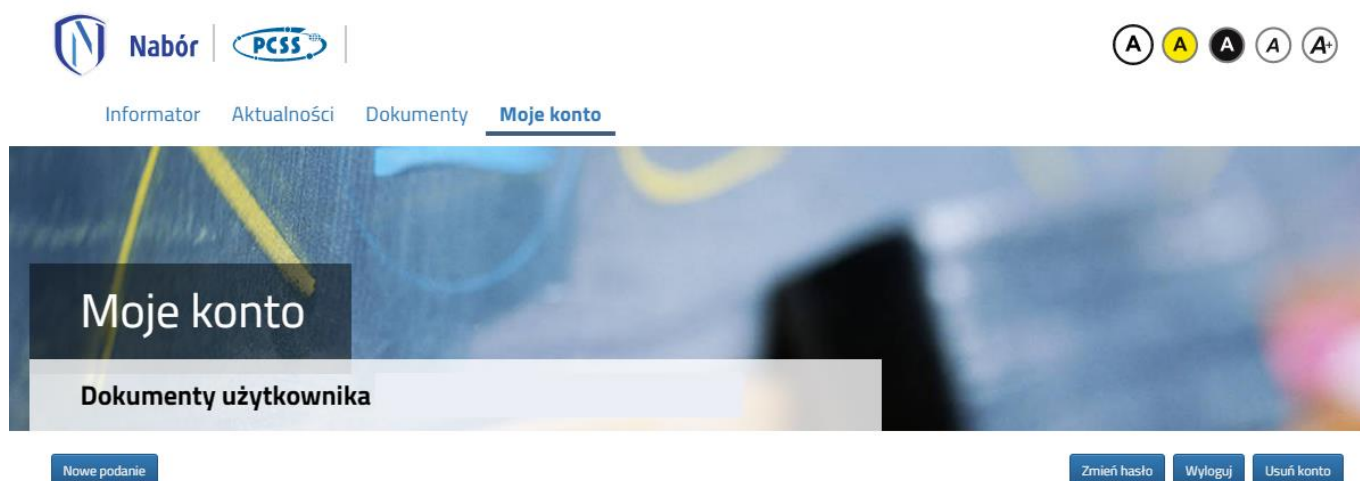 Nabór
PCSS
A A A A A+
Informator Aktualności Dokumenty Moje konto
Moje konto
Dokumenty użytkownika
Nowe podanie Zmień hasło Wyloguj Usuń konto